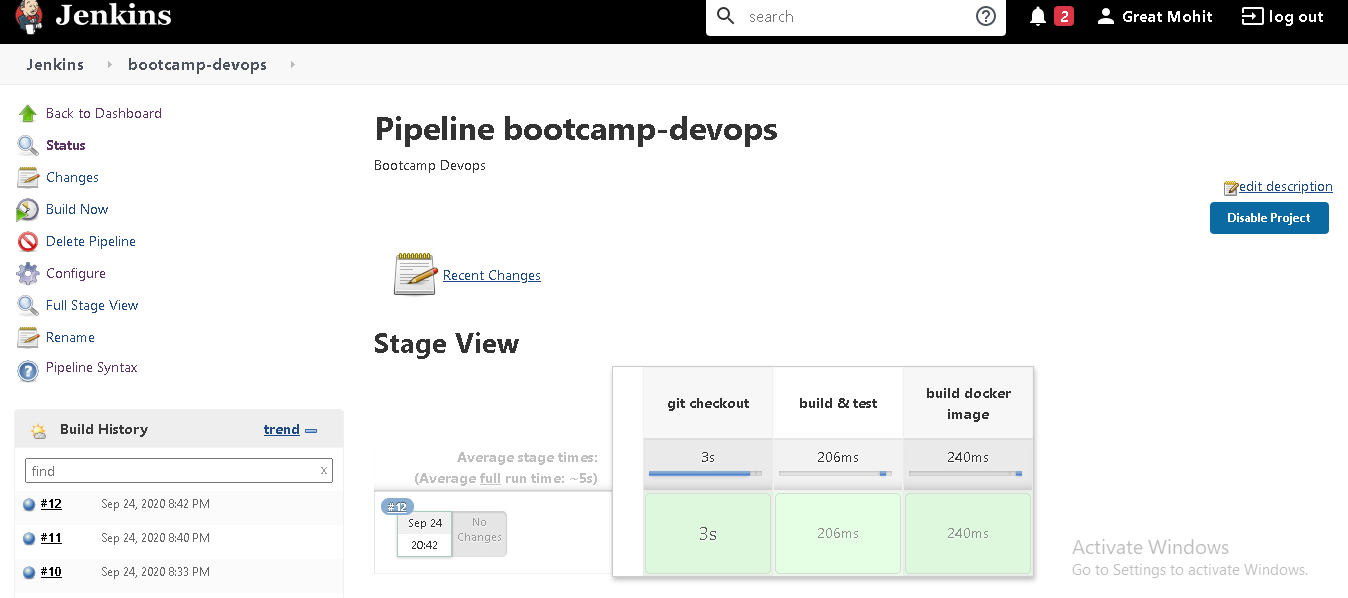 Jenkins
search
2
Great Mohit
log out
Jenkins
bootcamp-devops
Back to Dashboard
Status
Changes
Build Now
Delete Pipeline
Configure
Full Stage View
Rename
Pipeline Syntax
Build History
trend
find
x
#12 Sep 24, 2020 8:42 PM
#11 Sep 24, 2020 8:40 PM
#10 Sep 24, 2020 8:33 PM
Pipeline bootcamp-devops
Bootcamp Devops
edit description
Disable Project
Recent Changes
Stage View
git checkout
build & test
build docker
image
Average stage times:
(Average full run time: ~5s)
3s
206ms
240ms
#12
Sep 24
20:42
No
Changes
3s
206ms
240ms
Activate Windows
Go to Settings to activate Windows.